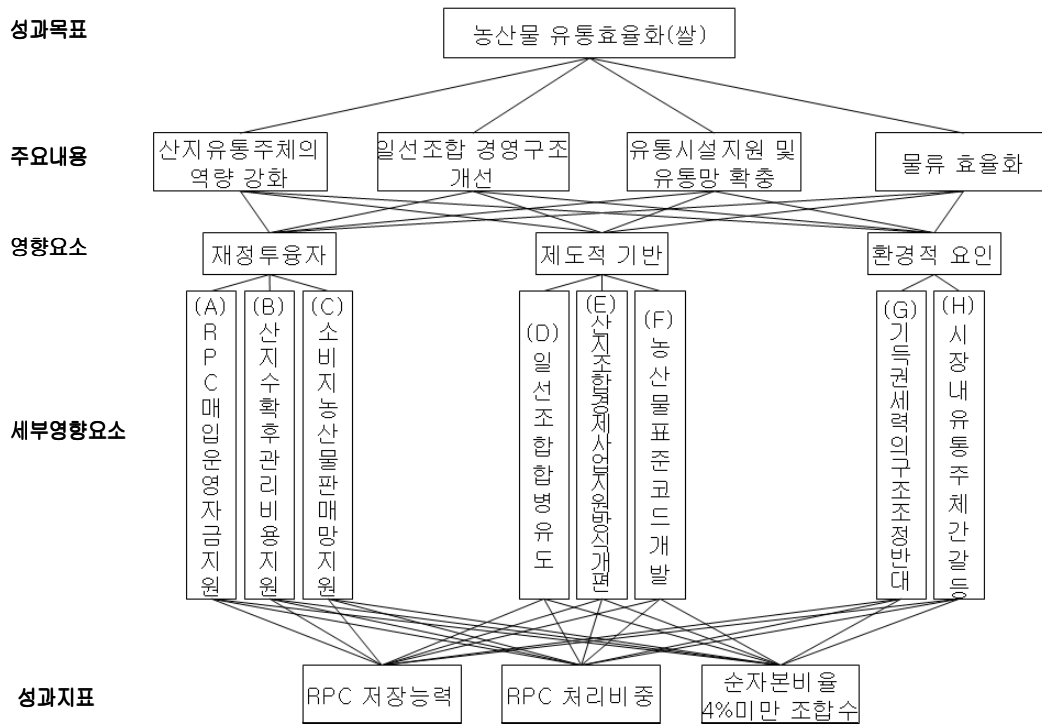 성과목표
농산물 유통효율화(쌀)
주요내용
산지유통주체의
역량 강화
일선조합 경영구조
개선
유통시설지원 및
유통망 확충
물류 효율화
영향요소
재정투융자
제도적 기반
환경적 요인
세부영향요소
(A)RPC매입운영자금지원
(B)산지수확후관리비용지원
(C)소비지농산물판매망지원
(D)일선조합합병유도
(E)산지조합경제사업지원방식개편
(F)농산물표준코드개발
(G)기득권세력의구조조정반대
(H)시장내유통주체간갈등
성과지표
RPC 저장능력
RPC 처리비중
순자본비율
4%미만 조합수